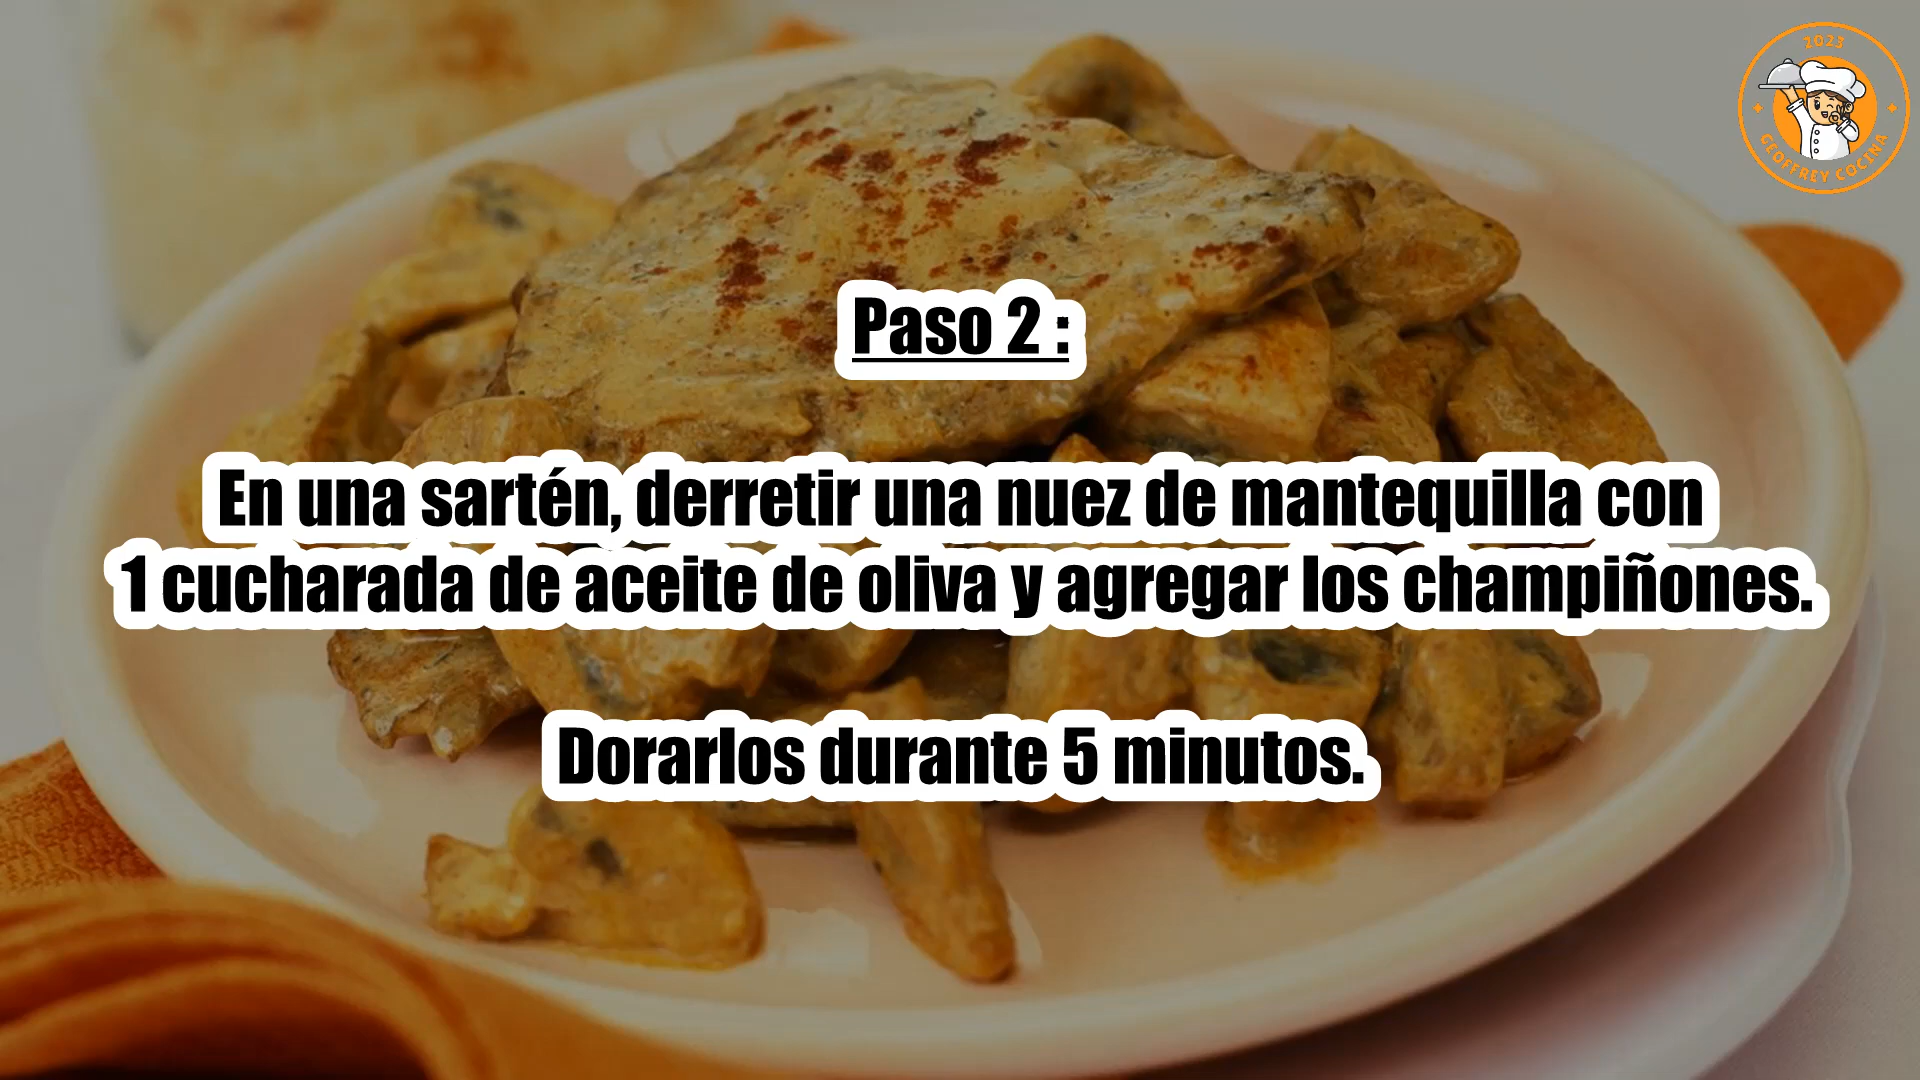 2023
GEOFFREY COCINA
Paso 2 :
En una sartén, derretir una nuez de mantequilla con
1 cucharada de aceite de oliva y agregar los champiñones.
Dorarlos durante 5 minutos.